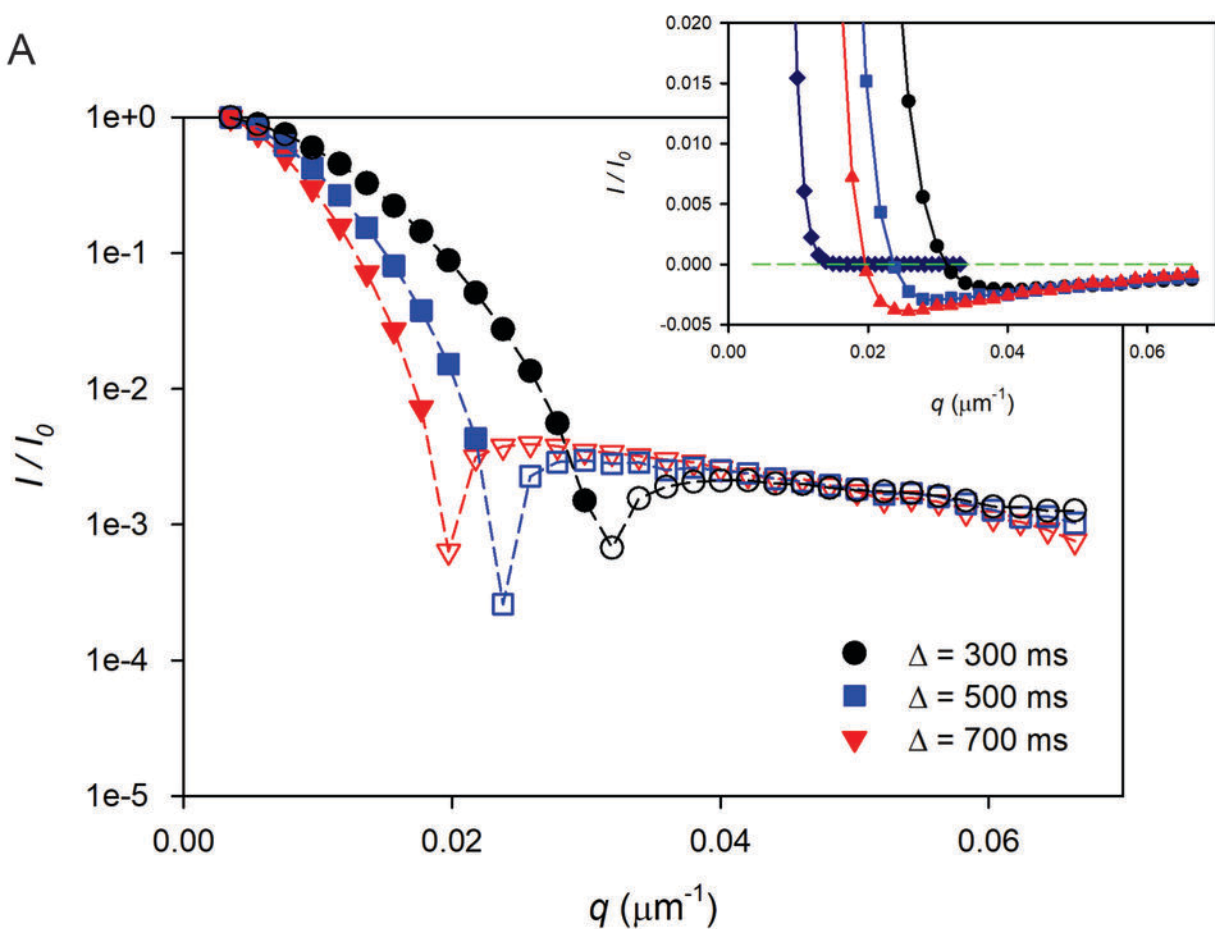 A
0.020
0.015
0.010
0.005
0.000
-0.005
I / I0
0.00
0.02
0.04
0.06
q (μm-1)
1e+0
1e-1
1e-2
1e-3
1e-4
1e-5
I / I0
Δ = 300 ms
Δ = 500 ms
Δ = 700 ms
0.00
0.02
0.04
0.06
q (μm-1)